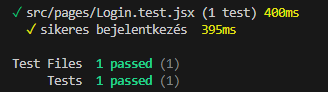 ✓ src/pages/Login.test.jsx (1 test) 400ms
✓ sikeres bejelentkezés 395ms
Test Files 1 passed (1)
Tests 1 passed (1)